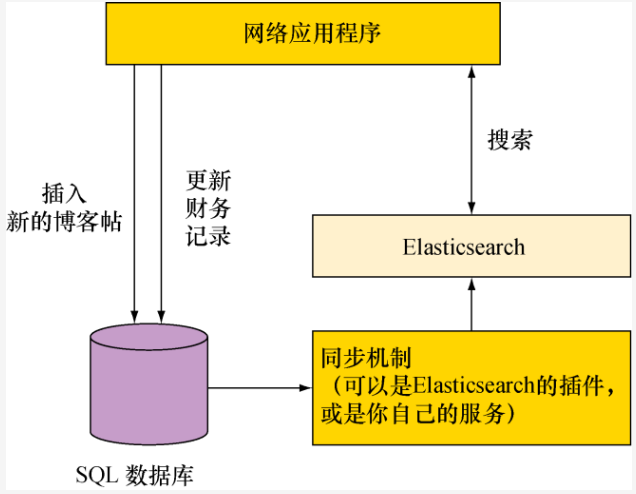 网络应用程序
搜索
插入
新的博客帖
更新
财务
记录
Elasticsearch
同步机制
（可以是Elasticsearch的插件，
或是你自己的服务）
SQL 数据库